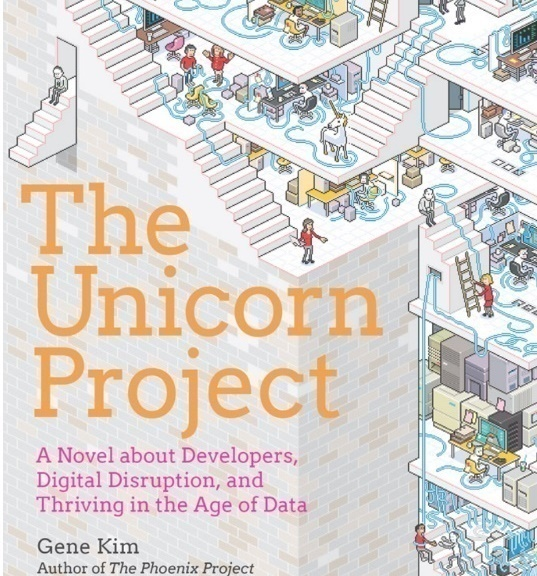 The
Unicorn
Project
A Novel about Developers,
Digital Disruption, and
Thriving in the Age of Data
Gene Kim
Author of The Phoenix Project